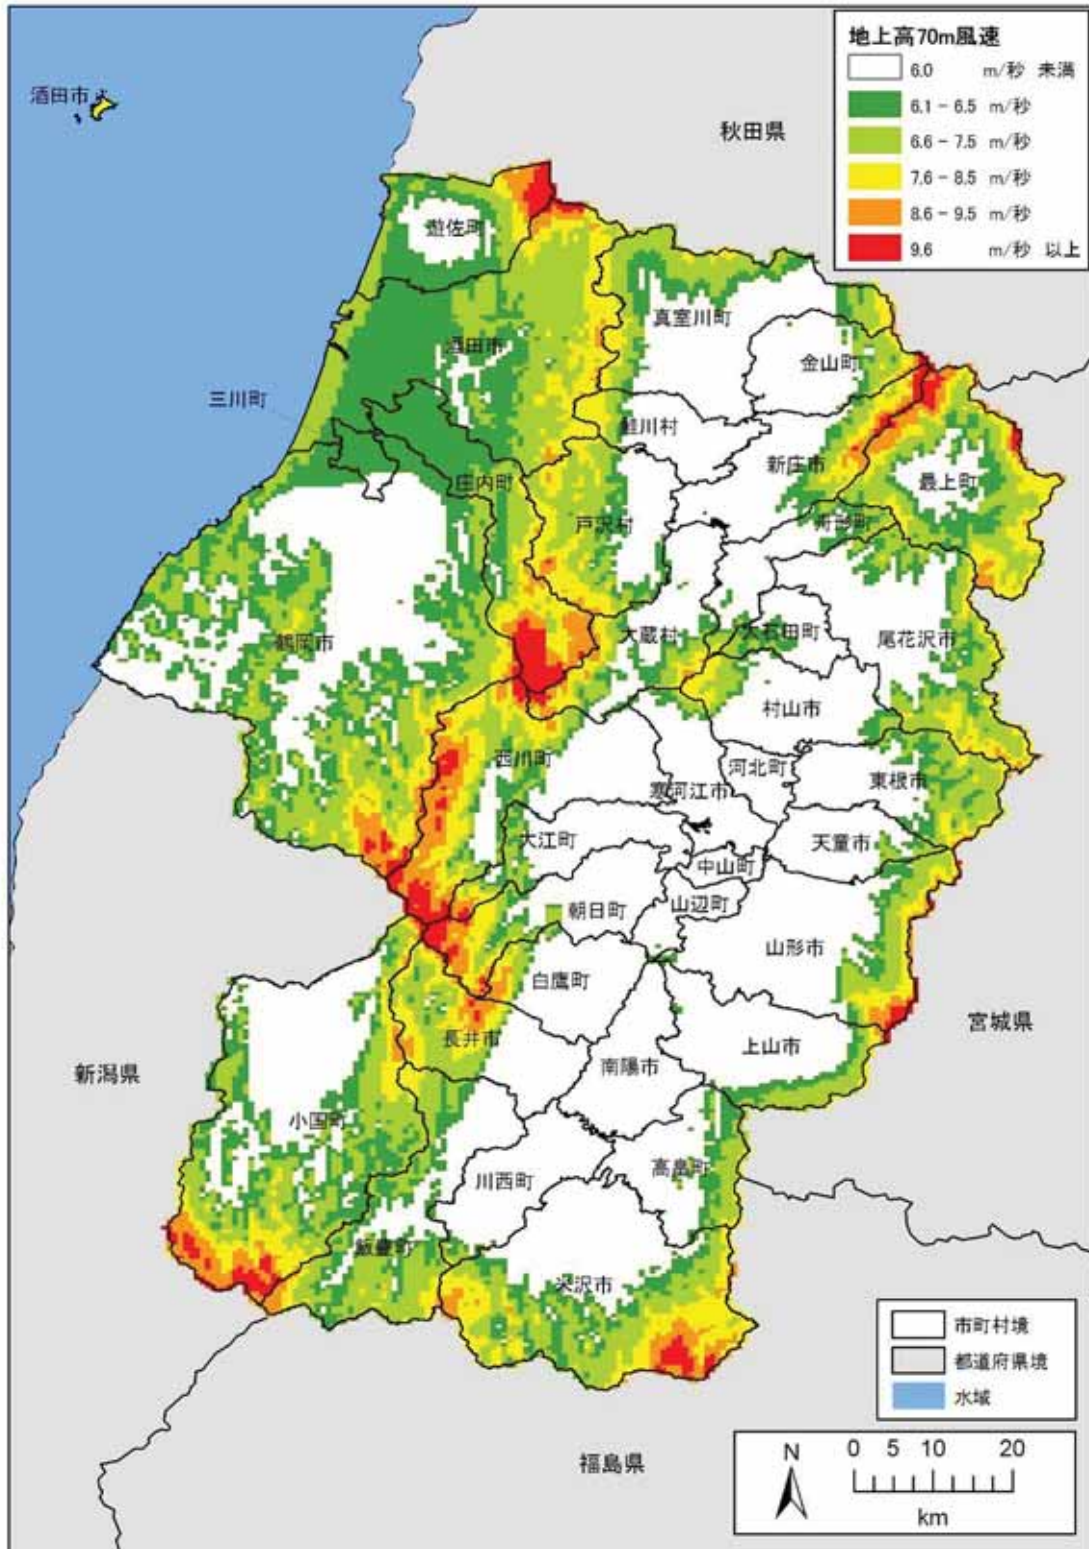 地上高70m風速
6.0 m/秒 未満
6.1 - 6.5 m/秒
6.6 - 7.5 m/秒
7.6 - 8.5 m/秒
8.6 - 9.5 m/秒
9.6 m/秒 以上
酒田市
秋田県
遊佐町
真室川町
酒田市
金山町
三川町
鮭川村
新庄市
庄内町
最上町
戸沢村
舟形町
鶴岡市
大蔵村
大石田町
尾花沢市
村山市
西川町
河北町
寒河江市
東根市
大江町
天童市
中山町
朝日町
山辺町
山形市
白鷹町
宮城県
長井市
上山市
南陽市
新潟県
小国町
高畠町
川西町
飯豊町
米沢市
市町村境
都道府県境
水域
福島県
N
0 5 10 20
km